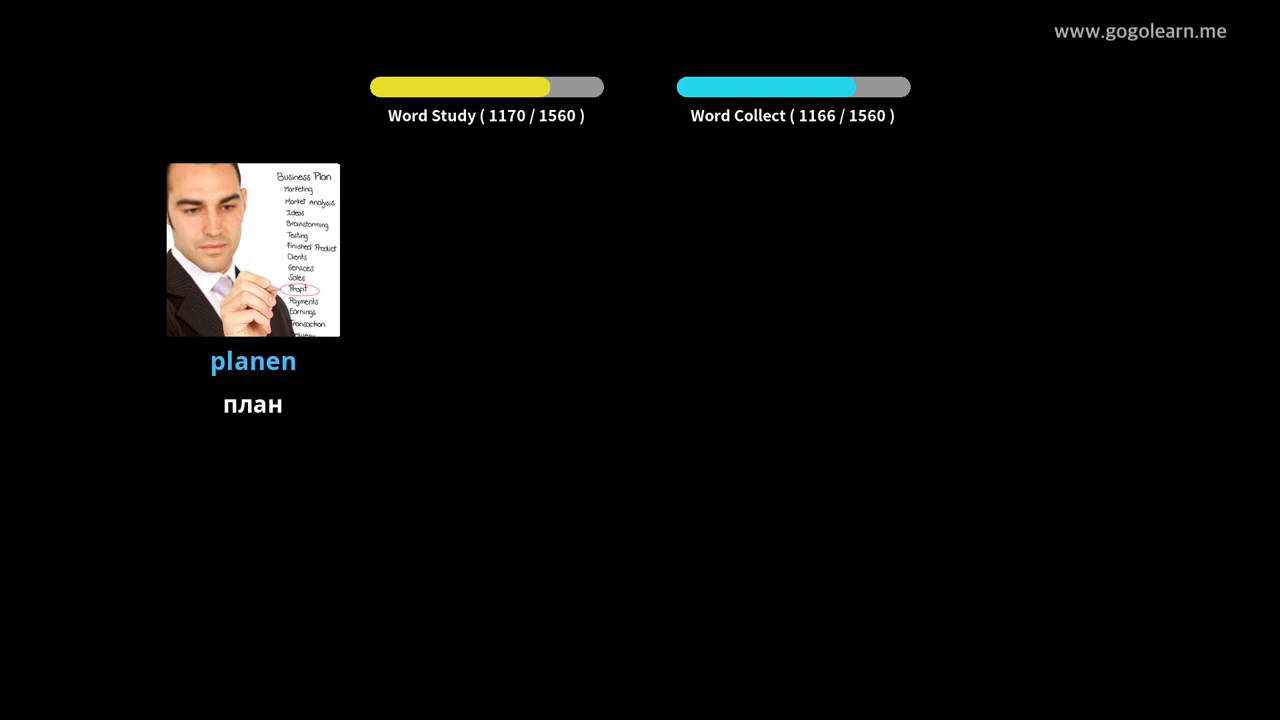 www.gogolearn.me
Word Study ( 1170 / 1560 )
Word Collect ( 1166 / 1560 )
Business Plan
Marketing
Market Analysis
Ideas
Brainstorming
Testing
Finished Product
Clients
Services
Sales
Profit
Payments
Earnings
Transaction
planen
план